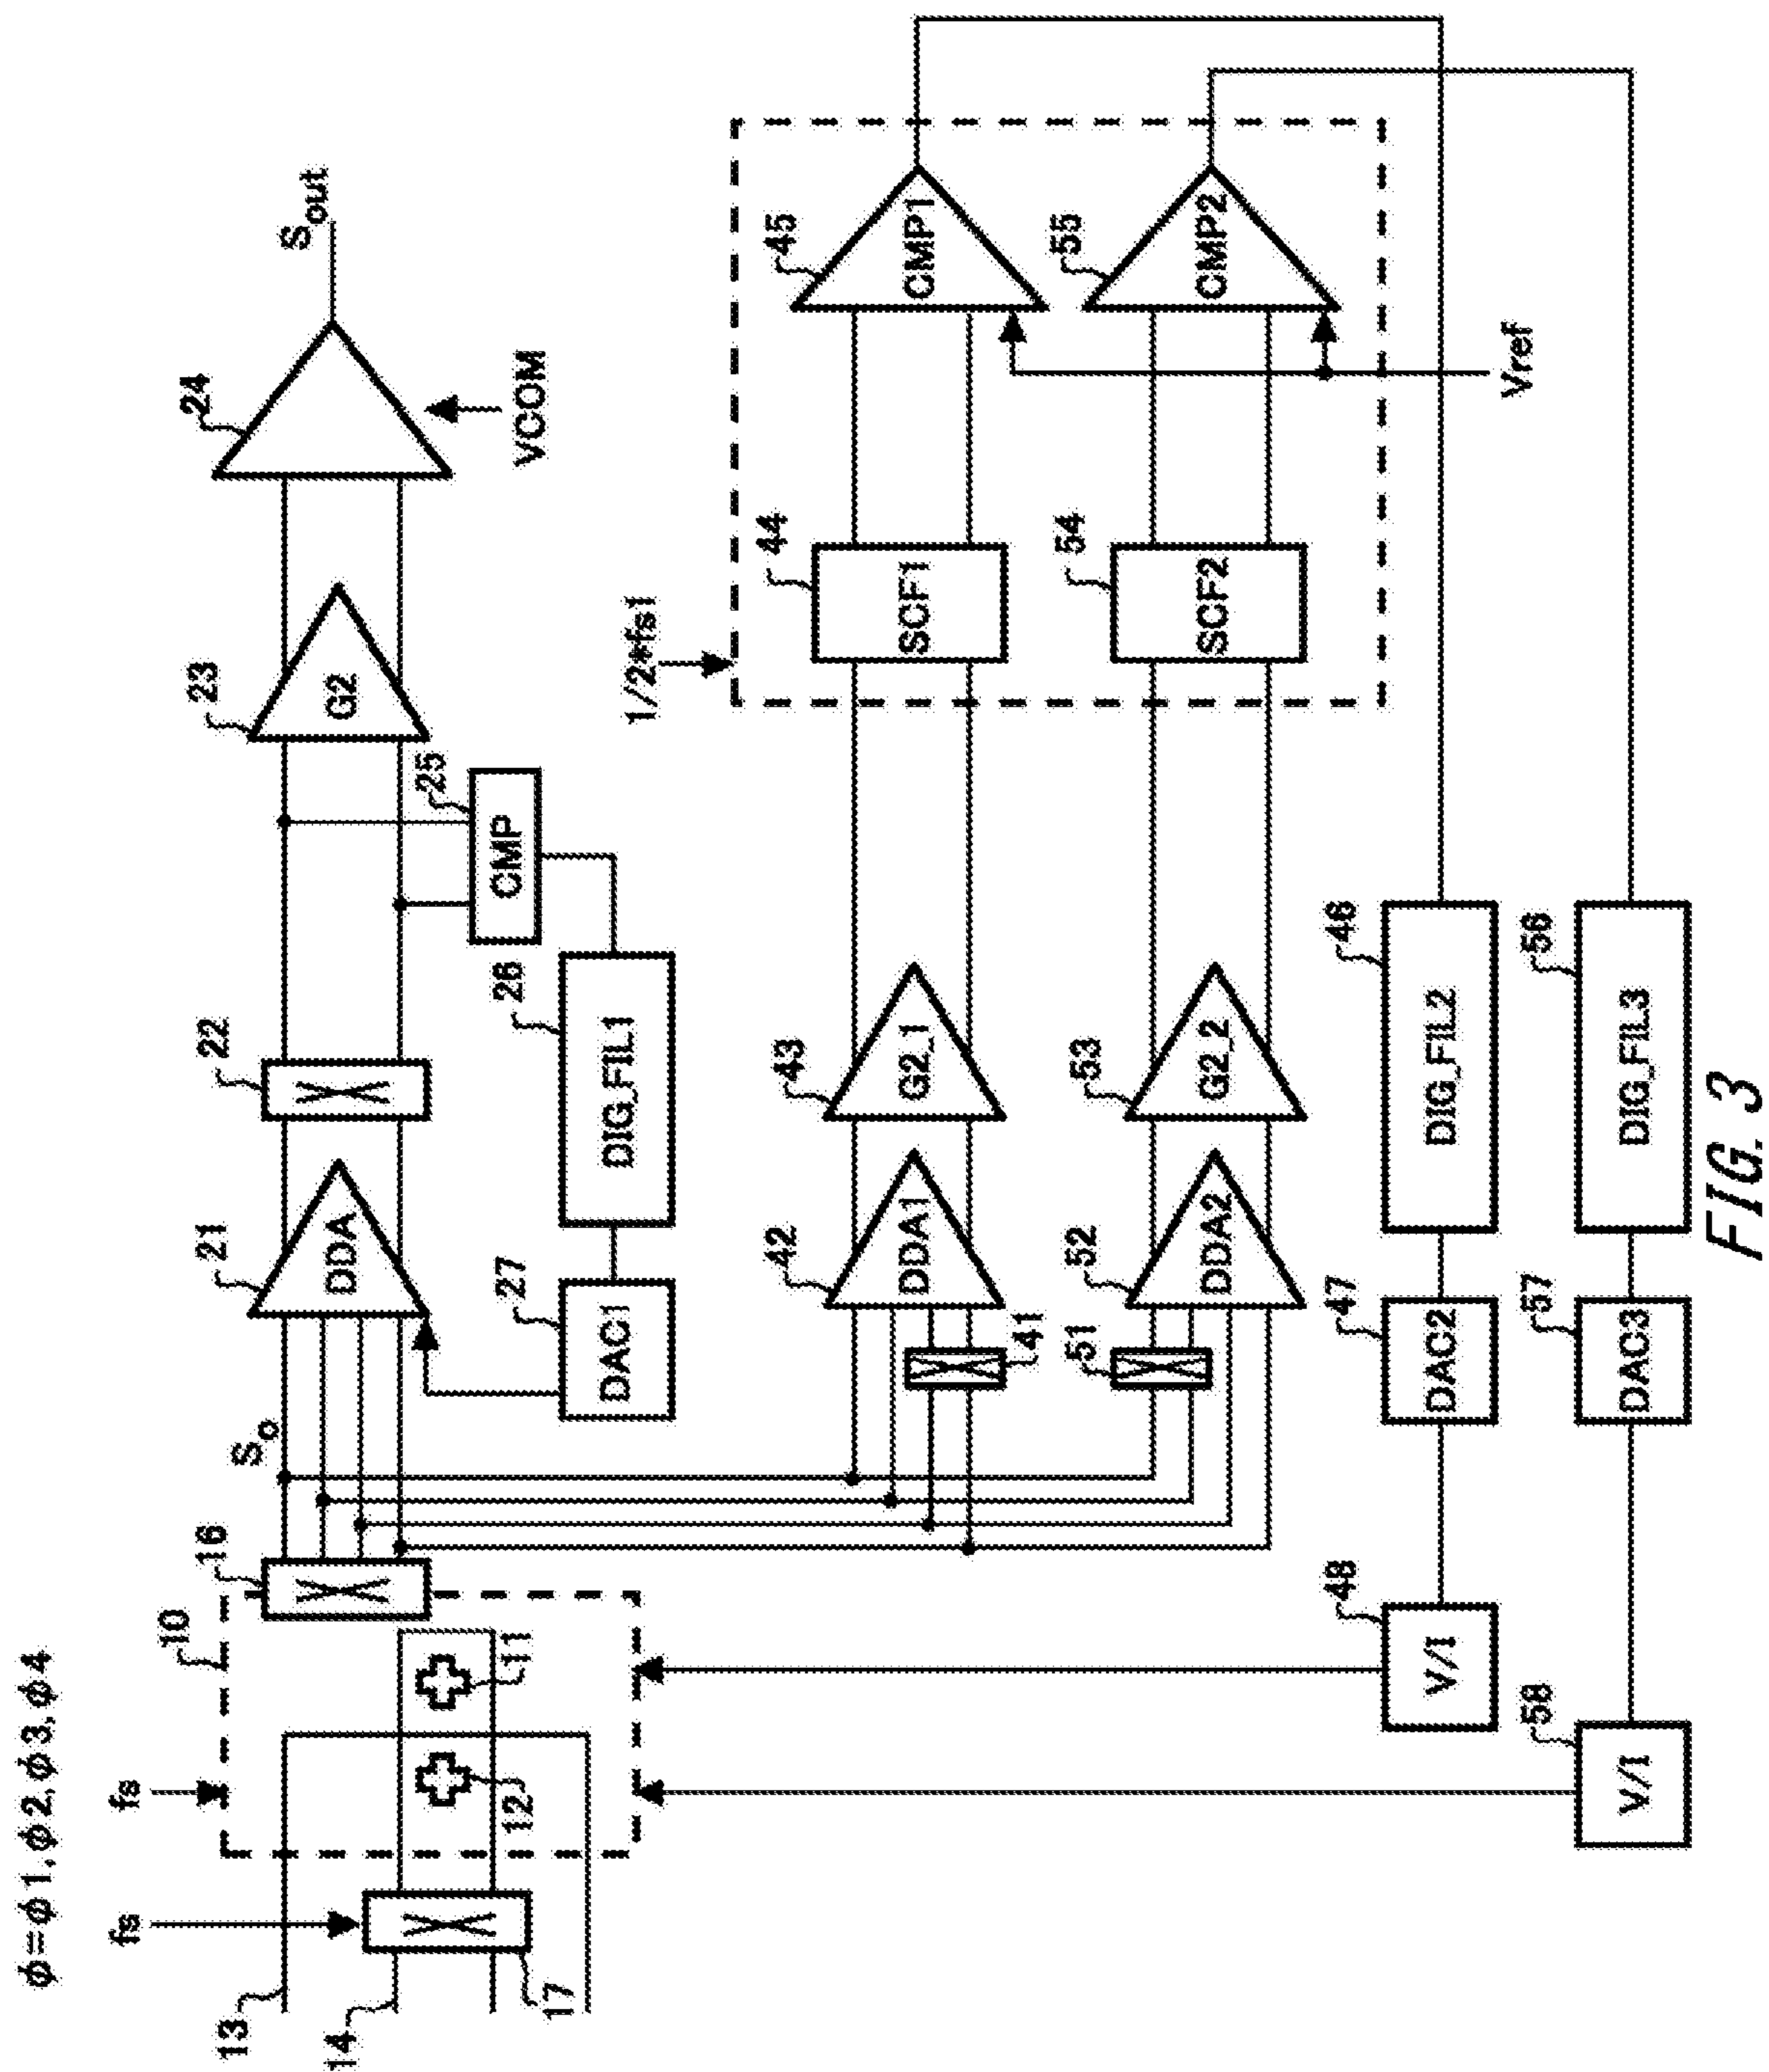 φ=φ1,φ2,φ3,φ4
fs
fs
13
14
17
10
12
11
16
So
21
DDA
22
23
G2
24
Sout
VCOM
25
CMP
26
DIG_FIL1
27
DAC1
1/2*fs1
41
42
DDA1
43
G2_1
44
SCF1
45
CMP1
51
52
DDA2
53
G2_2
54
SCF2
55
CMP2
Vref
48
V/I
47
DAC2
46
DIG_FIL2
58
V/I
57
DAC3
56
DIG_FIL3
FIG. 3